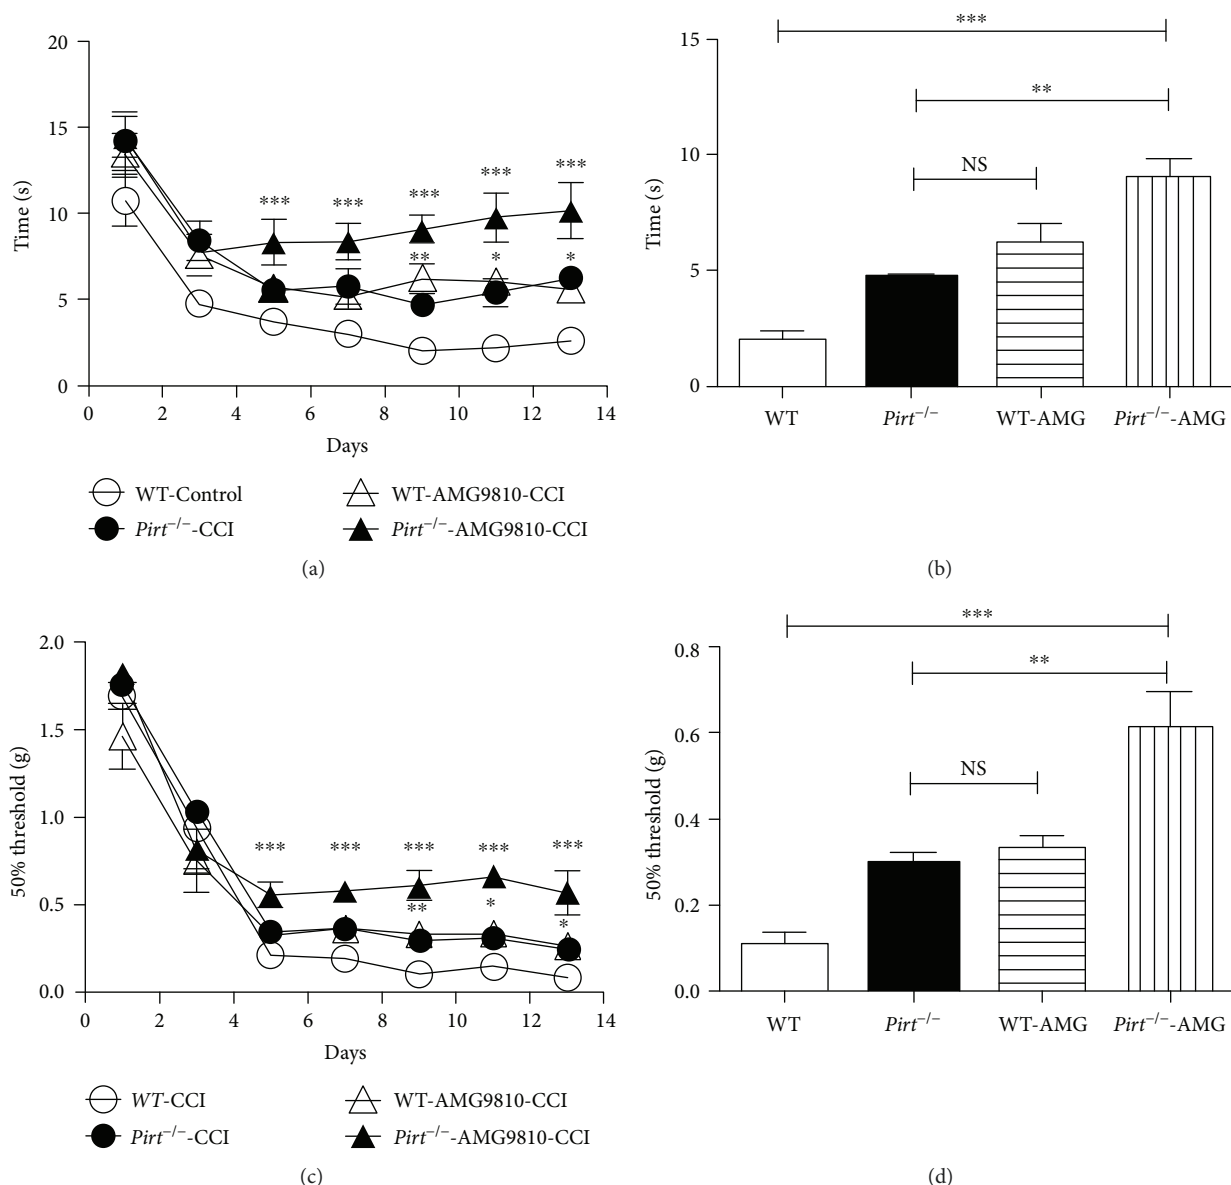 20
15
10
5
0
Time (s)
***
***
***
***
***
**
*
*
0
2
4
6
8
10
12
14
Days
WT-Control
WT-AMG9810-CCI
Pirt−/−-CCI
Pirt−/−-AMG9810-CCI
(a)
15
10
5
0
Time (s)
***
**
NS
WT
Pirt−/−
WT-AMG
Pirt−/−-AMG
(b)
2.0
1.5
1.0
0.5
0.0
50% threshold (g)
***
***
***
***
***
**
*
*
0
2
4
6
8
10
12
14
Days
WT-CCI
WT-AMG9810-CCI
Pirt−/−-CCI
Pirt−/−-AMG9810-CCI
(c)
0.8
0.6
0.4
0.2
0.0
50% threshold (g)
***
**
NS
WT
Pirt−/−
WT-AMG
Pirt−/−-AMG
(d)